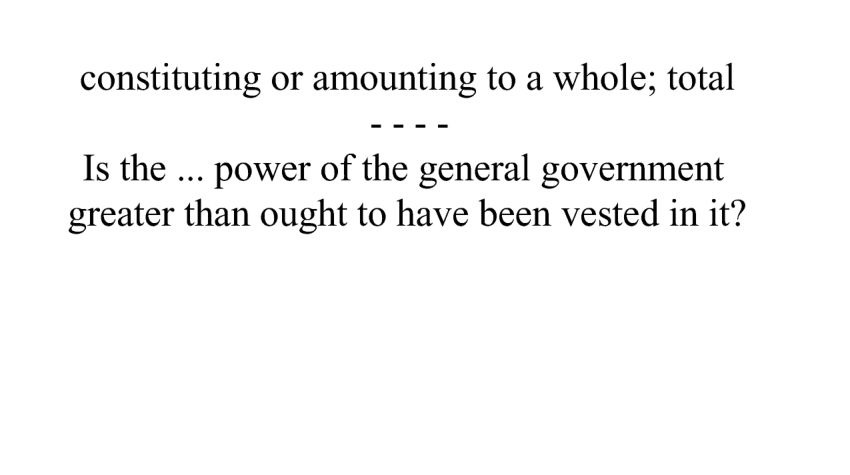 constituting or amounting to a whole; total
- - - -
Is the ... power of the general government
greater than ought to have been vested in it?